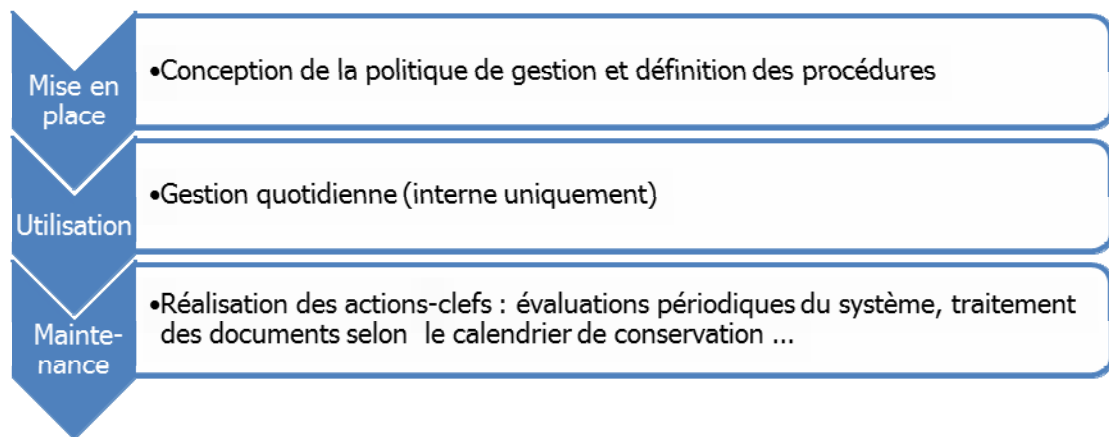 Mise en
place
•Conception de la politique de gestion et définition des procédures
Utilisation
•Gestion quotidienne (interne uniquement)
Mainte-
nance
•Réalisation des actions-clefs : évaluations périodiques du système, traitement
des documents selon le calendrier de conservation ...